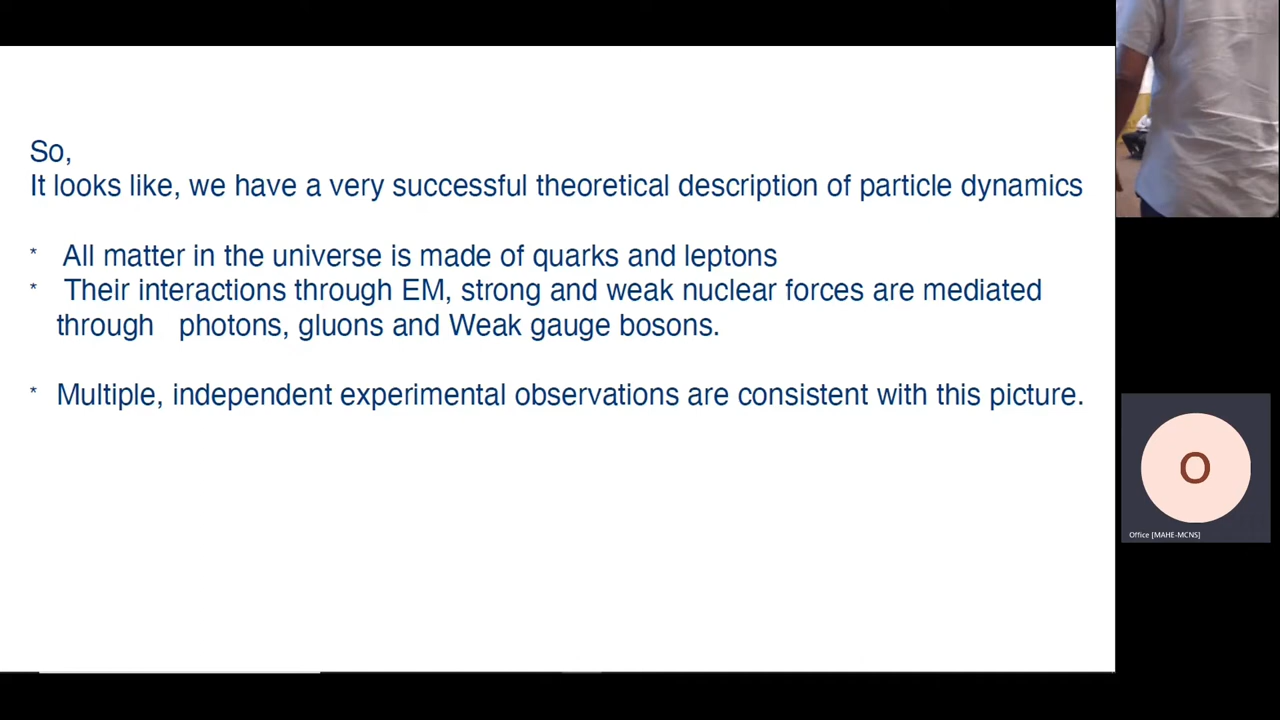 So,
It looks like, we have a very successful theoretical description of particle dynamics
* All matter in the universe is made of quarks and leptons
* Their interactions through EM, strong and weak nuclear forces are mediated
through photons, gluons and Weak gauge bosons.
* Multiple, independent experimental observations are consistent with this picture.
O
Office [MAHE-MCNS]